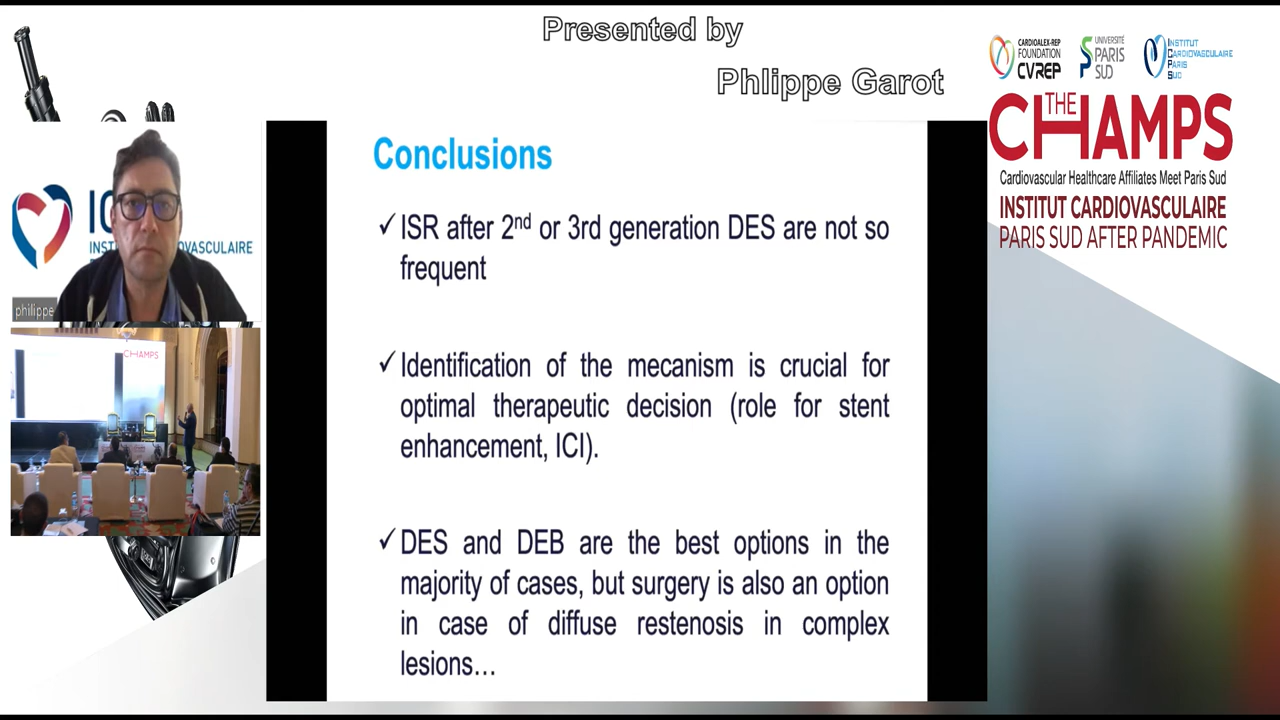 Presented by
Phlippe Garot
CARDIOALEX-REP
FOUNDATION
CVREP
UNIVERSITÉ
PARIS
SUD
INSTITUT
CARDIOVASCULAIRE
PARIS
SUD
THE
CHAMPS
Cardiovascular Healthcare Affiliates Meet Paris Sud
INSTITUT CARDIOVASCULAIRE
PARIS SUD AFTER PANDEMIC
philippe
CHAMPS
Conclusions
✓ ISR after 2nd or 3rd generation DES are not so
frequent
✓ Identification of the mecanism is crucial for
optimal therapeutic decision (role for stent
enhancement, ICI).
✓ DES and DEB are the best options in the
majority of cases, but surgery is also an option
in case of diffuse restenosis in complex
lesions…